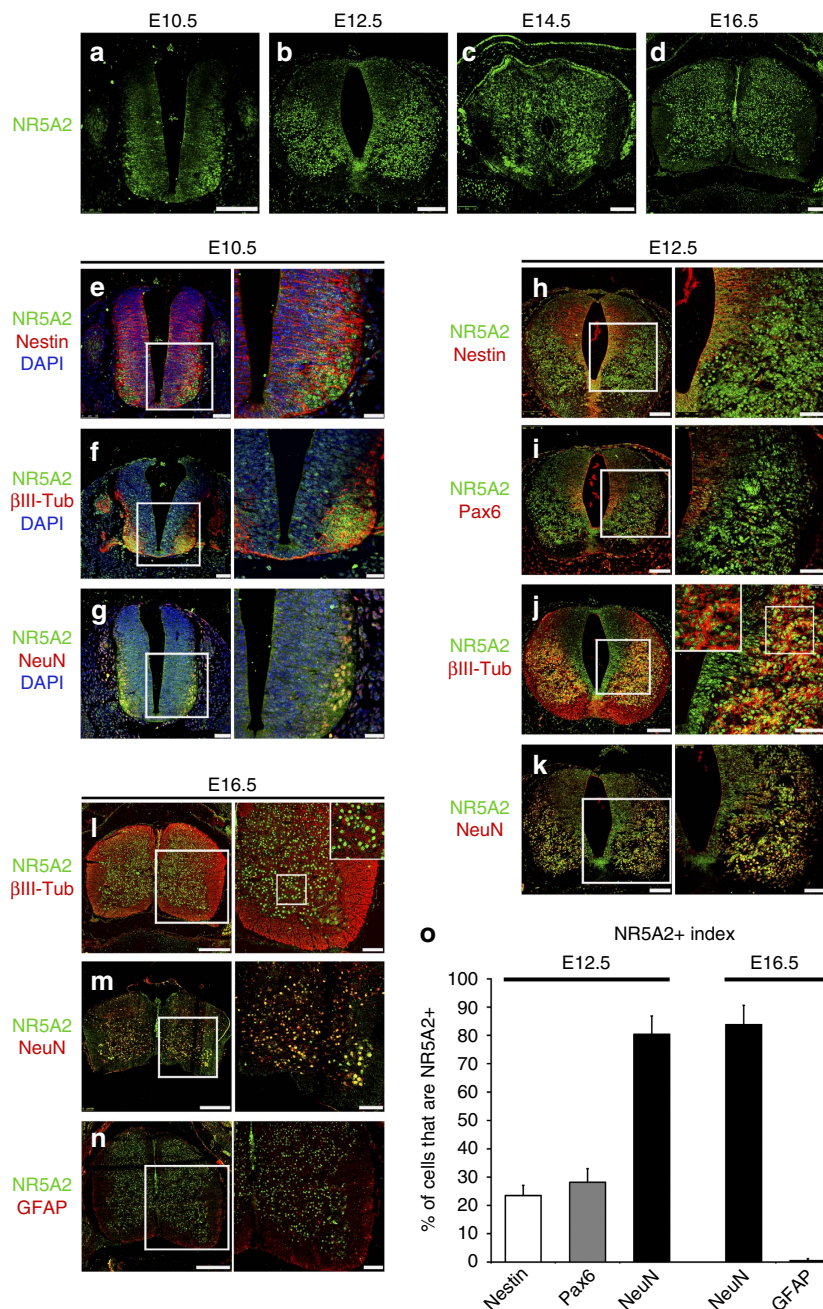 E10.5 E12.5 E14.5 E16.5
a b c d
NR5A2
E10.5
e
NR5A2
Nestin
DAPI
f
NR5A2
βIII-Tub
DAPI
g
NR5A2
NeuN
DAPI
E12.5
h
NR5A2
Nestin
i
NR5A2
Pax6
j
NR5A2
βIII-Tub
k
NR5A2
NeuN
E16.5
l
NR5A2
βIII-Tub
m
NR5A2
NeuN
n
NR5A2
GFAP
o
NR5A2+ index
E12.5 E16.5
% of cells that are NR5A2+
100
90
80
70
60
50
40
30
20
10
0
Nestin Pax6 NeuN NeuN GFAP